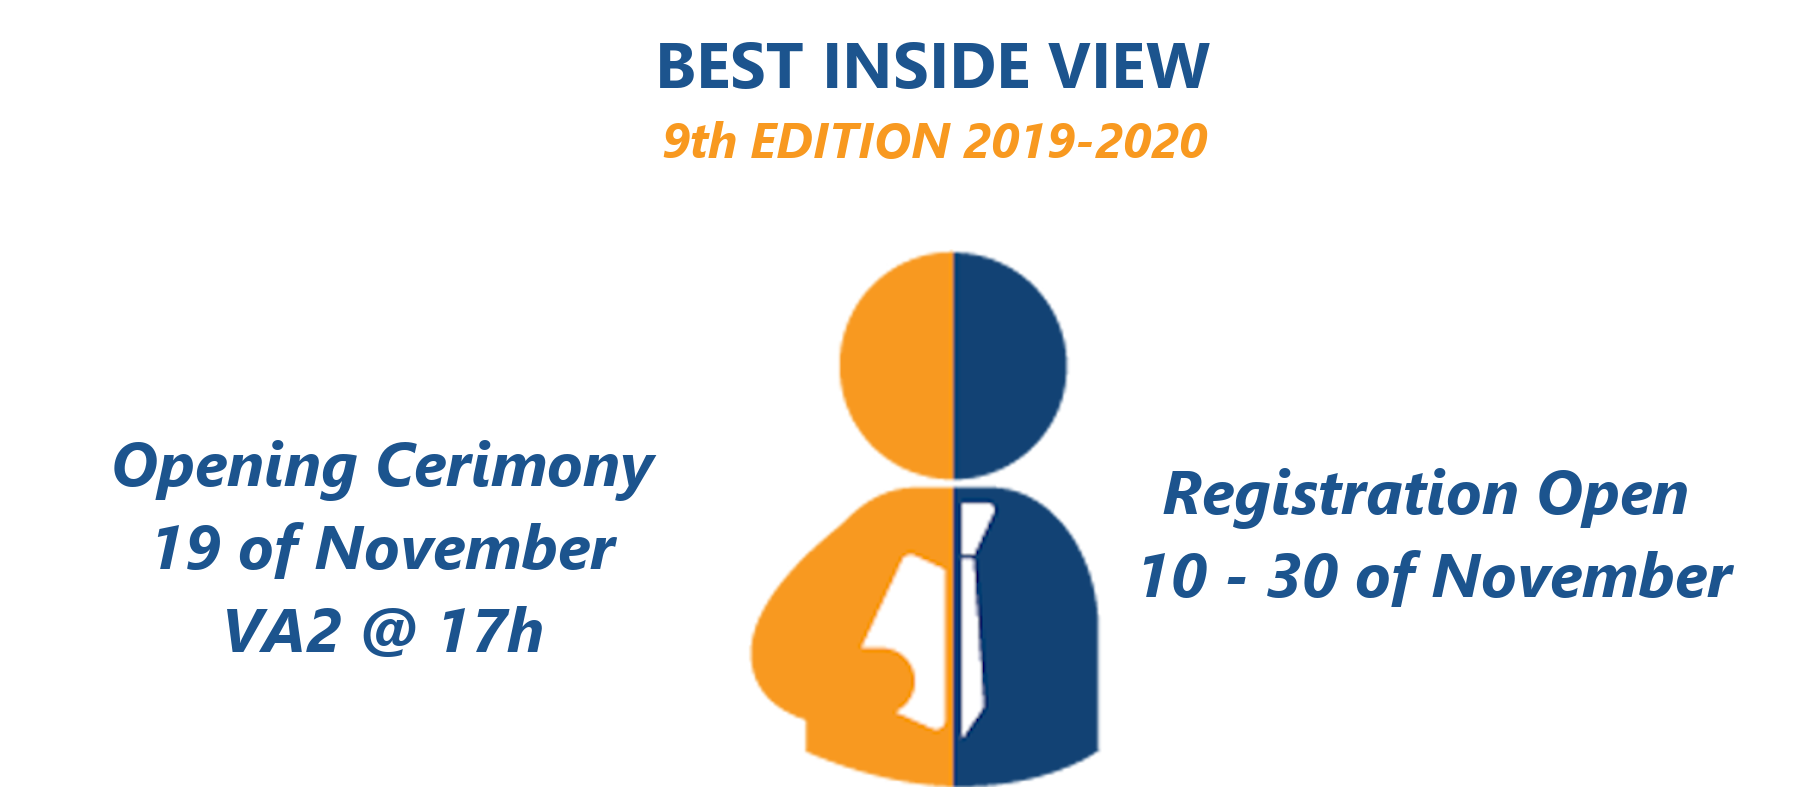 BEST INSIDE VIEW
9th EDITION 2019-2020
Opening Cerimony
19 of November
VA2 @ 17h
Registration Open
10 - 30 of November